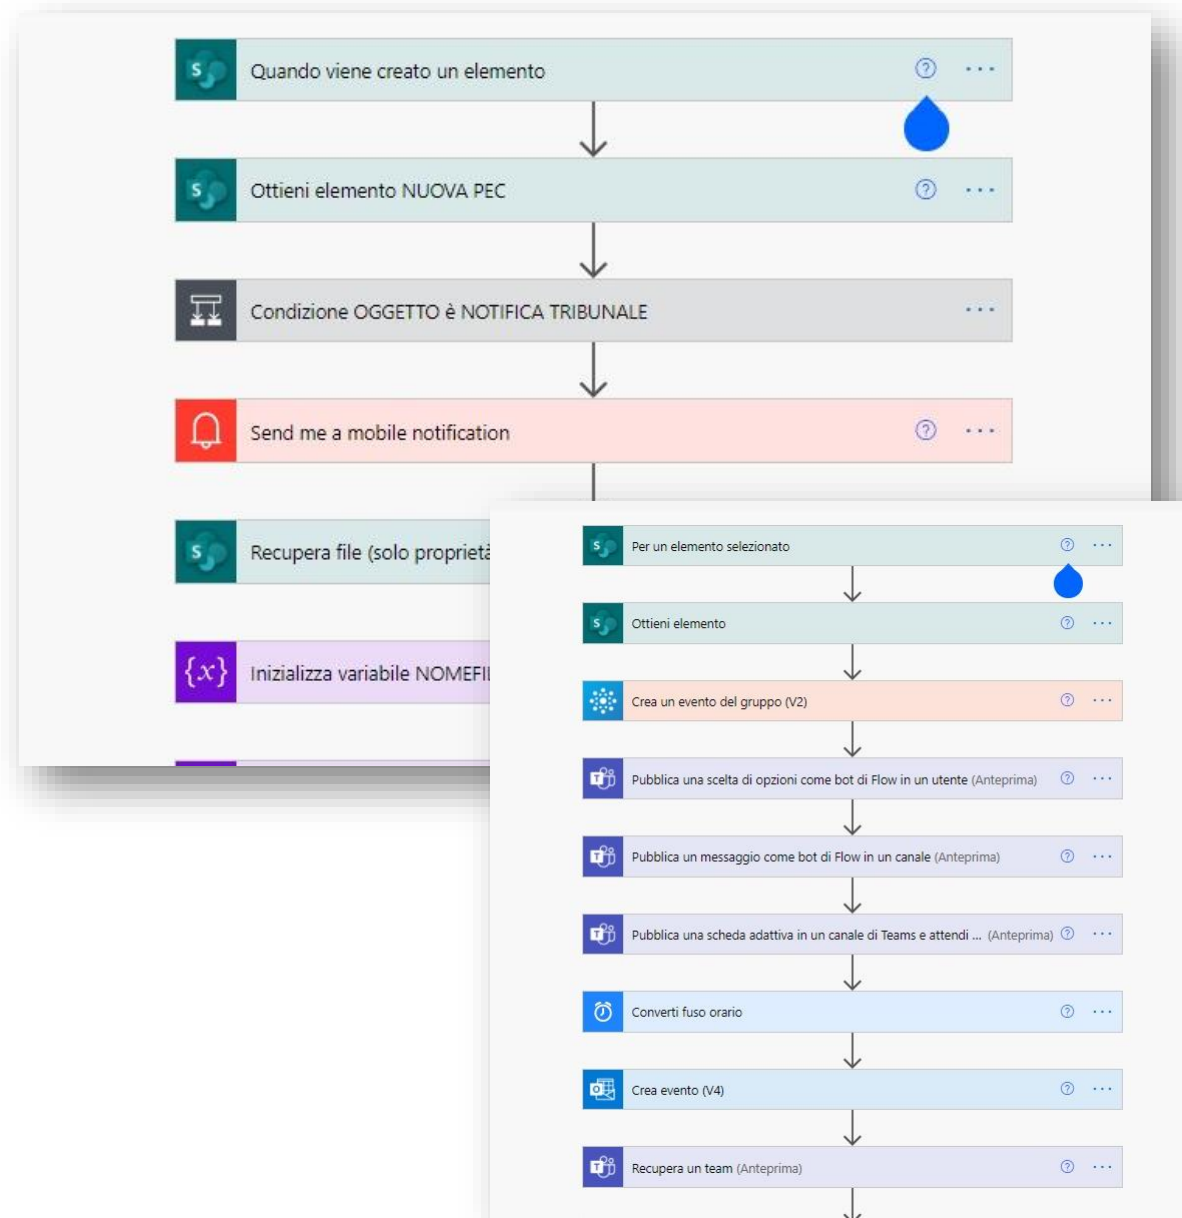 Quando viene creato un elemento
Ottieni elemento NUOVA PEC
Condizione OGGETTO è NOTIFICA TRIBUNALE
Send me a mobile notification
Recupera file (solo proprietà
{x} Inizializza variabile NOMEFI
Per un elemento selezionato
Ottieni elemento
Crea un evento del gruppo (V2)
Pubblica una scelta di opzioni come bot di Flow in un utente (Anteprima)
Pubblica un messaggio come bot di Flow in un canale (Anteprima)
Pubblica una scheda adattiva in un canale di Teams e attendi ... (Anteprima)
Converti fuso orario
Crea evento (V4)
Recupera un team (Anteprima)